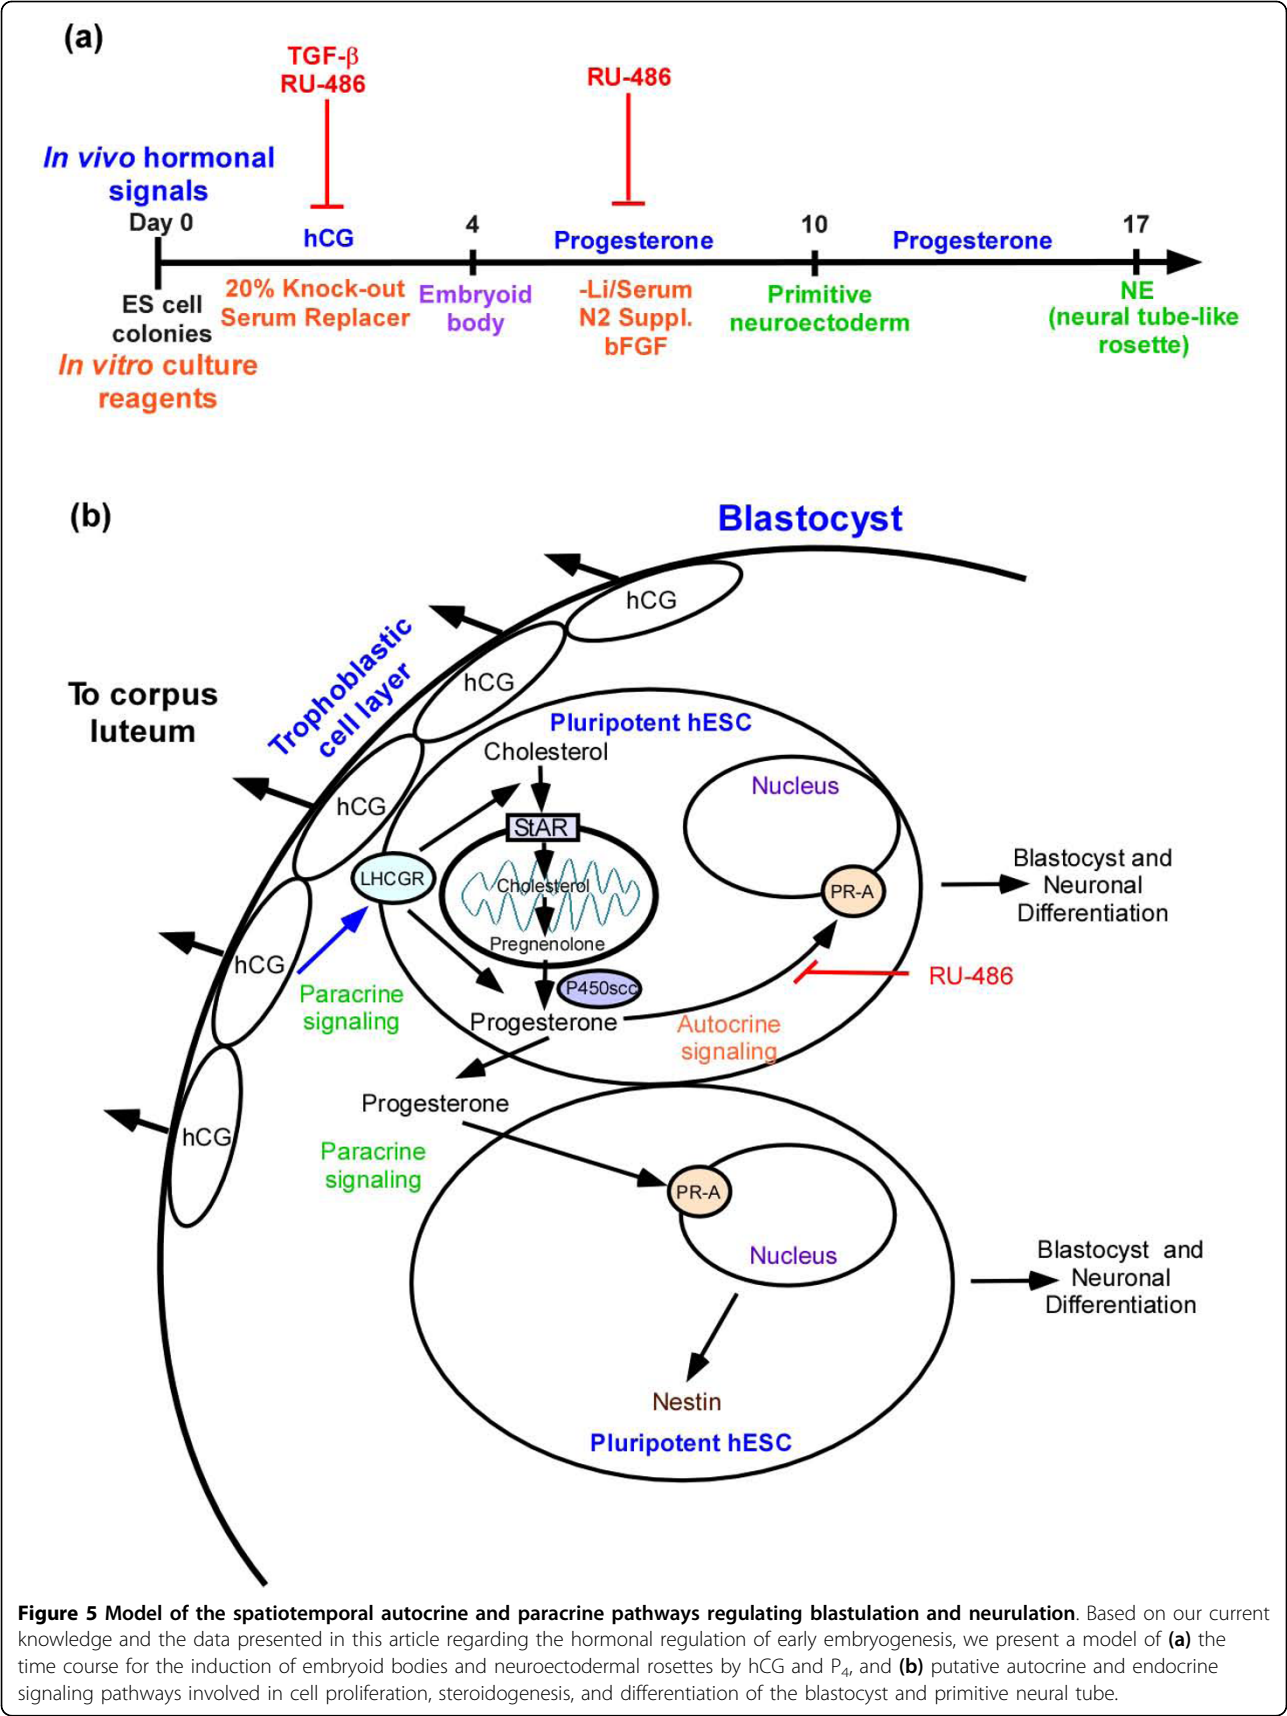 (a)
TGF-β
RU-486
RU-486
In vivo hormonal
signals
Day 0
hCG
4
Progesterone
10
Progesterone
17
ES cell
colonies
In vitro culture
reagents
20% Knock-out
Serum Replacer
Embryoid
body
-Li/Serum
N2 Suppl.
bFGF
Primitive
neuroectoderm
NE
(neural tube-like
rosette)
(b)
Blastocyst
To corpus
luteum
Trophoblastic
cell layer
hCG
hCG
hCG
hCG
hCG
Pluripotent hESC
Cholesterol
StAR
Cholesterol
Pregnenolone
P450scc
Progesterone
LHCGR
Paracrine
signaling
Nucleus
PR-A
Autocrine
signaling
RU-486
Blastocyst and
Neuronal
Differentiation
Progesterone
Paracrine
signaling
PR-A
Nucleus
Nestin
Pluripotent hESC
Blastocyst and
Neuronal
Differentiation
Figure 5 Model of the spatiotemporal autocrine and paracrine pathways regulating blastulation and neurulation. Based on our current
knowledge and the data presented in this article regarding the hormonal regulation of early embryogenesis, we present a model of (a) the
time course for the induction of embryoid bodies and neuroectodermal rosettes by hCG and P4, and (b) putative autocrine and endocrine
signaling pathways involved in cell proliferation, steroidogenesis, and differentiation of the blastocyst and primitive neural tube.